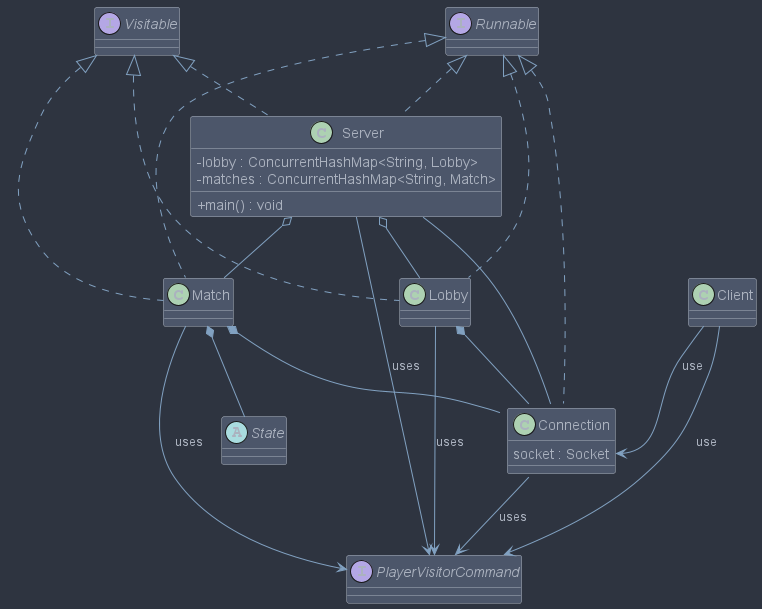 Visitable
Runnable
C Server
-lobby : ConcurrentHashMap<String, Lobby>
-matches : ConcurrentHashMap<String, Match>
+main() : void
C Match
C Lobby
C Client
uses
use
A State
C Connection
socket : Socket
uses
uses
use
uses
PlayerVisitorCommand